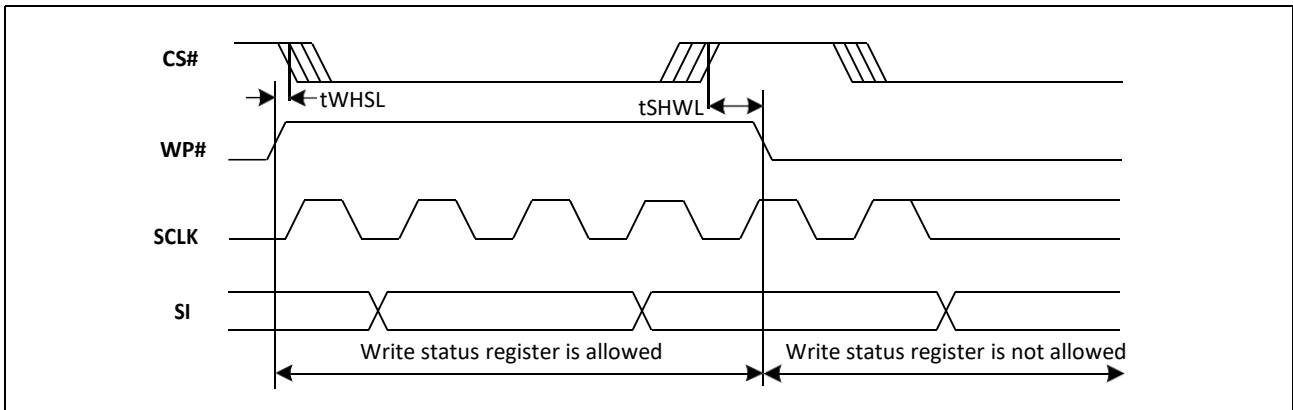 CS#
tWHSL
tSHWL
WP#
SCLK
SI
Write status register is allowed
Write status register is not allowed